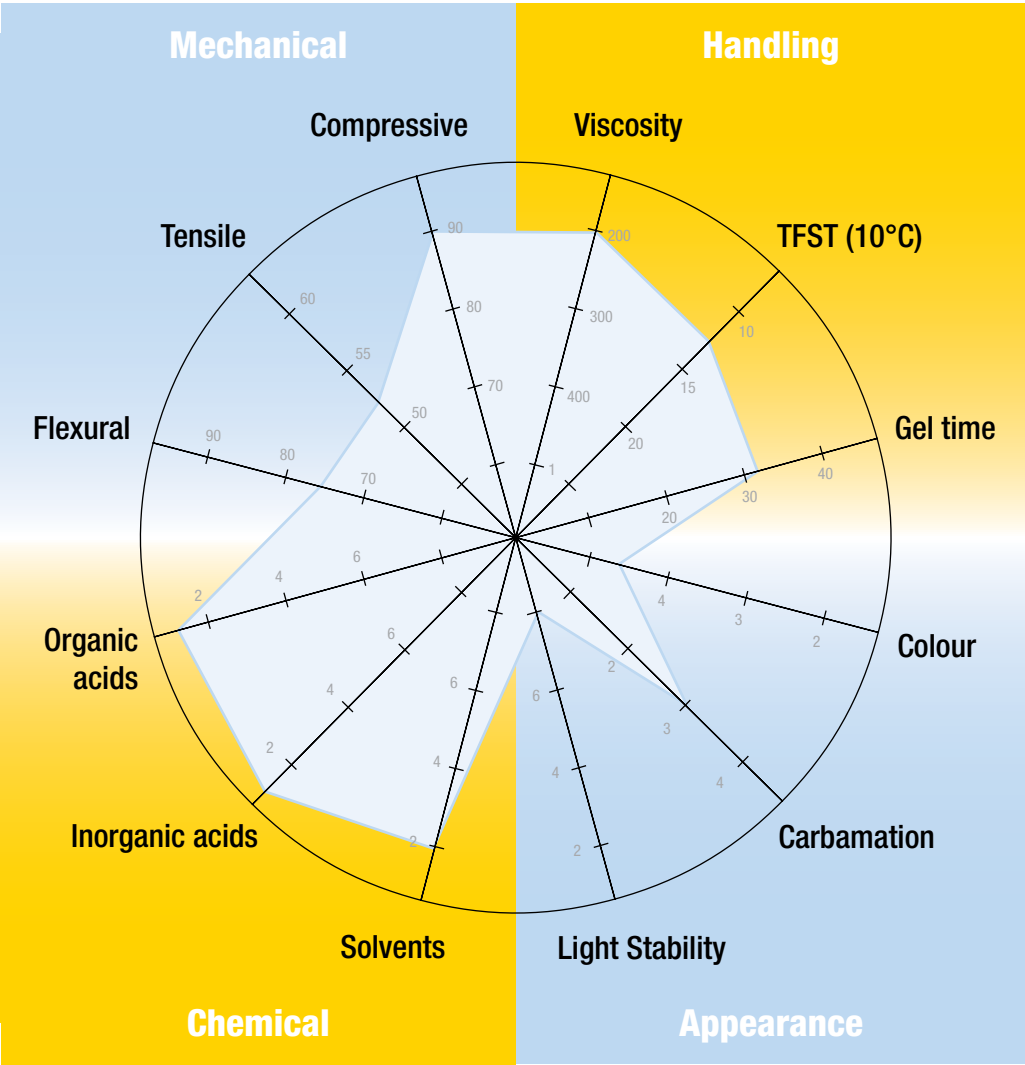 Mechanical
Handling
Compressive
Viscosity
Tensile
TFST (10°C)
90
200
60
10
80
300
55
15
70
400
50
20
Flexural
Gel time
90
80
70
1
40
30
20
6
4
2
Organic
acids
4
3
2
Colour
6
4
2
Inorganic acids
2
3
4
Carbamation
6
4
2
Solvents
6
4
2
Light Stability
Chemical
Appearance